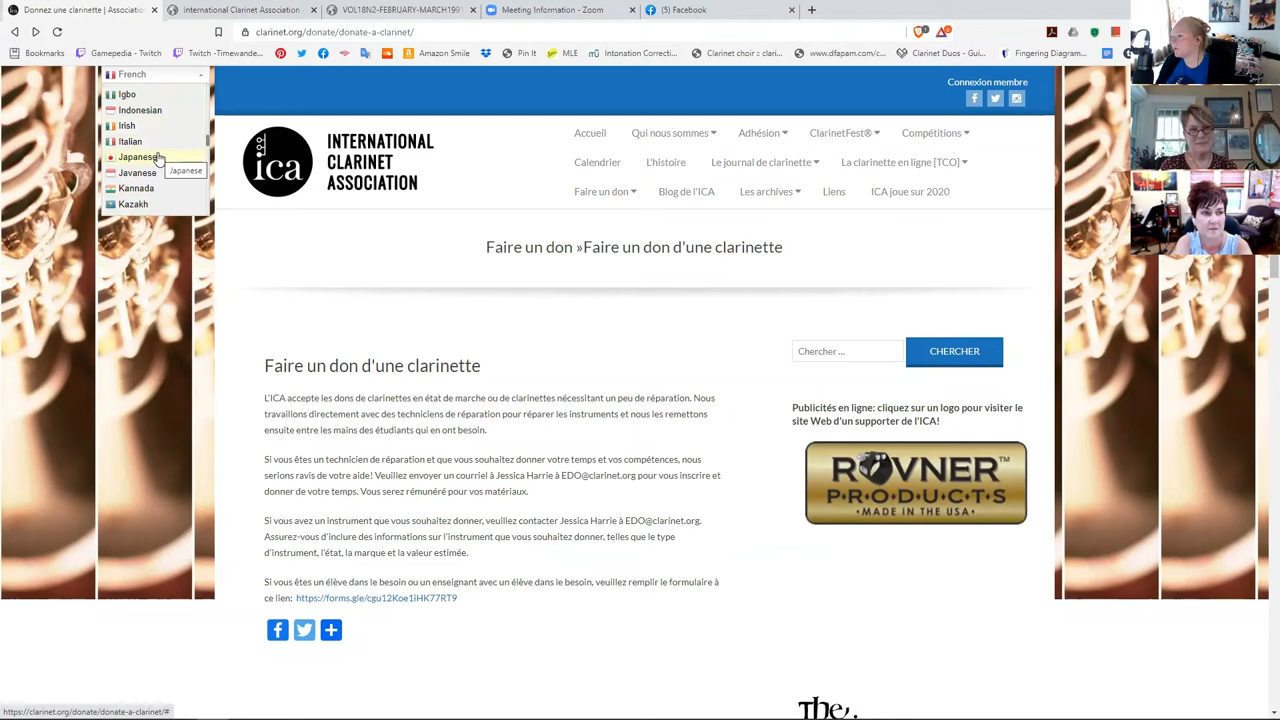 Donnez une clarinette | Associatio
International Clarinet Association
VOL18N2-FEBRUARY-MARCH1991
Meeting Information - Zoom
(5) Facebook
clarinet.org/donate/donate-a-clarinet/
Bookmarks
Gamepedia - Twitch
Twitch -Timewande...
Amazon Smile
Pin It
MLE
Intonation Correcti...
Clarinet choir :: clari...
www.dfapam.com/c...
Clarinet Duos - Gui...
Fingering Diagram...
French
Igbo
Indonesian
Irish
Italian
Japanese
Japanese
Javanese
Kannada
Kazakh
Connexion membre
ica
INTERNATIONAL
CLARINET
ASSOCIATION
Accueil
Qui nous sommes
Adhésion
ClarinetFest®
Compétitions
Calendrier
L'histoire
Le journal de clarinette
La clarinette en ligne [TCO]
Faire un don
Blog de l'ICA
Les archives
Liens
ICA joue sur 2020
Faire un don »Faire un don d'une clarinette
Faire un don d'une clarinette
L'ICA accepte les dons de clarinettes en état de marche ou de clarinettes nécessitant un peu de réparation. Nous
travaillons directement avec des techniciens de réparation pour réparer les instruments et nous les remettons
ensuite entre les mains des étudiants qui en ont besoin.
Si vous êtes un technicien de réparation et que vous souhaitez donner votre temps et vos compétences, nous
serions ravis de votre aide! Veuillez envoyer un courriel à Jessica Harrie à EDO@clarinet.org pour vous inscrire et
donner de votre temps. Vous serez rémunéré pour vos matériaux.
Si vous avez un instrument que vous souhaitez donner, veuillez contacter Jessica Harrie à EDO@clarinet.org.
Assurez-vous d'inclure des informations sur l'instrument que vous souhaitez donner, telles que le type
d'instrument, l'état, la marque et la valeur estimée.
Si vous êtes un élève dans le besoin ou un enseignant avec un élève dans le besoin, veuillez remplir le formulaire à
ce lien: https://forms.gle/cgu12Koe1iHK77RT9
Chercher ...
CHERCHER
Publicités en ligne: cliquez sur un logo pour visiter le
site Web d'un supporter de l'ICA!
ROVNER™
P•R•O•D•U•C•T•S
MADE IN THE USA
The
https://clarinet.org/donate/donate-a-clarinet/#